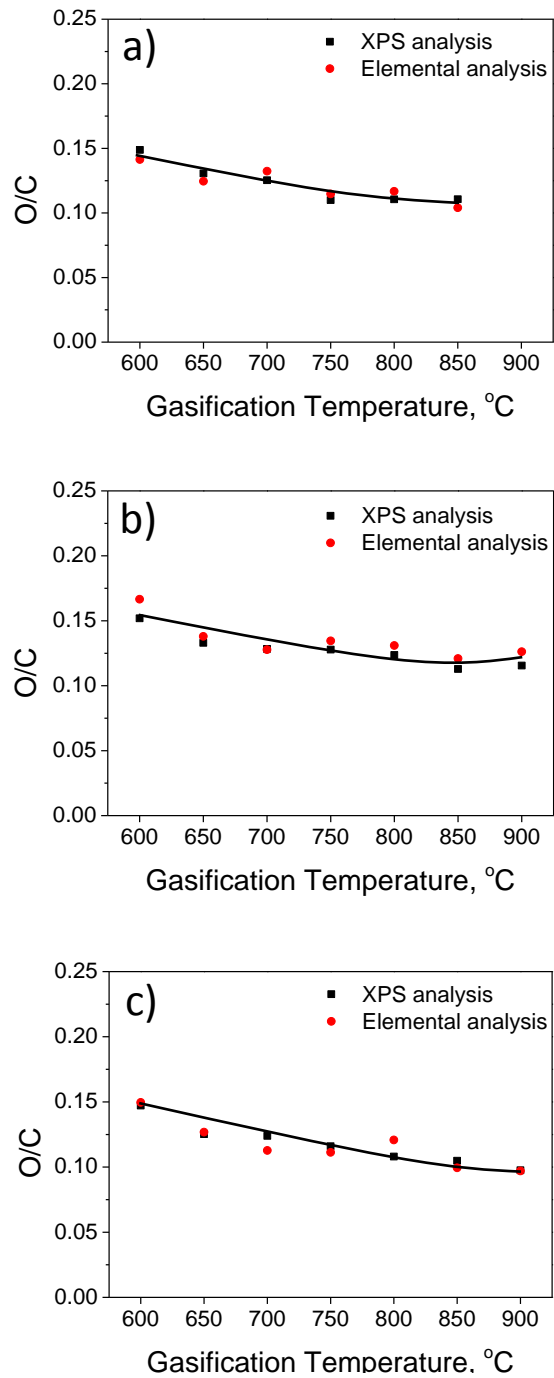 a)
XPS analysis
Elemental analysis
0.25
0.20
0.15
0.10
0.05
0.00
O/C
600 650 700 750 800 850 900
Gasification Temperature, °C
b)
XPS analysis
Elemental analysis
0.25
0.20
0.15
0.10
0.05
0.00
O/C
600 650 700 750 800 850 900
Gasification Temperature, °C
c)
XPS analysis
Elemental analysis
0.25
0.20
0.15
0.10
0.05
0.00
O/C
600 650 700 750 800 850 900
Gasification Temperature, °C